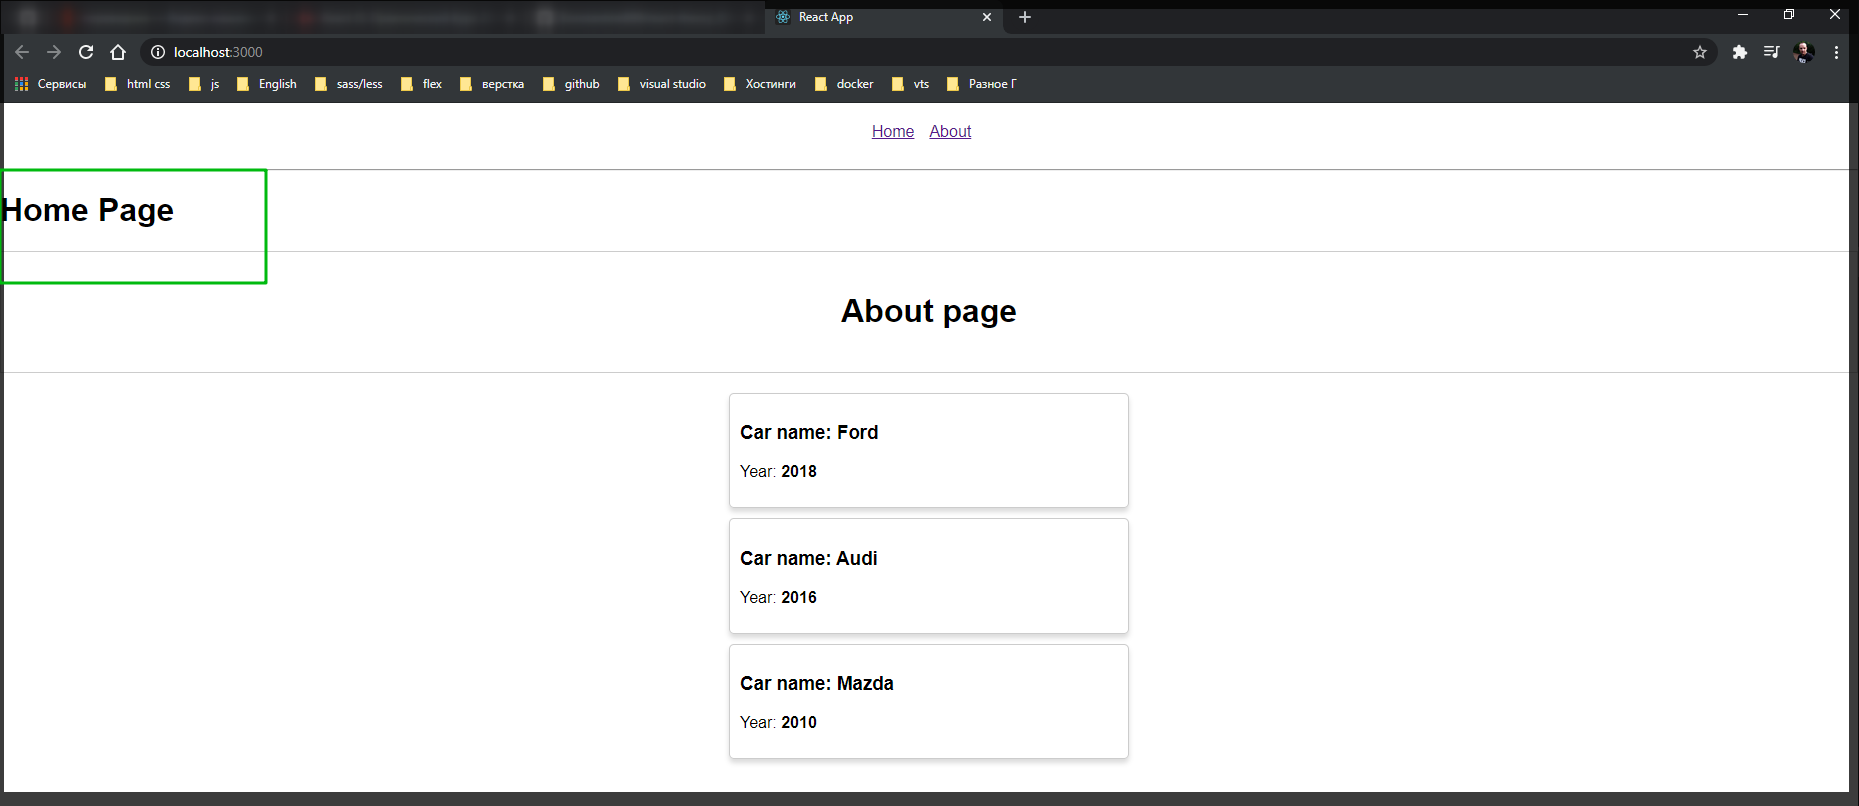 React App
localhost:3000
Сервисы html css js English sass/less flex верстка github visual studio Хостинги docker vts Разное Г
Home About
Home Page
About page
Car name: Ford
Year: 2018
Car name: Audi
Year: 2016
Car name: Mazda
Year: 2010